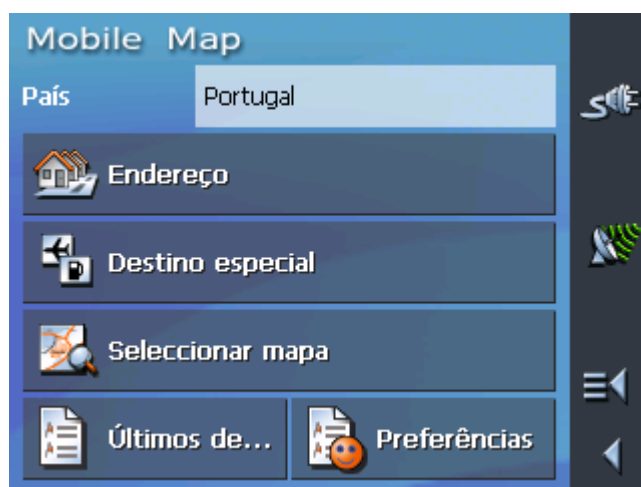 Mobile Map
País Portugal
Endereço
Destino especial
Seleccionar mapa
Últimos de... Preferências